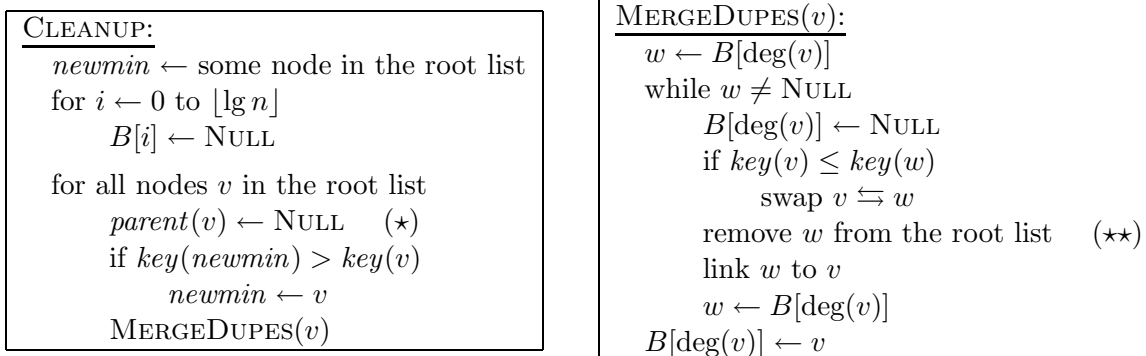 CLEANUP:
newmin ← some node in the root list
for i ← 0 to ⌊lg n⌋
B[i] ← NULL
for all nodes v in the root list
parent(v) ← NULL (⋆)
if key(newmin) > key(v)
newmin ← v
MERGEDUPES(v)
MERGEDUPES(v):
w ← B[deg(v)]
while w ≠ NULL
B[deg(v)] ← NULL
if key(v) ≤ key(w)
swap v ⇆ w
remove w from the root list (⋆⋆)
link w to v
w ← B[deg(v)]
B[deg(v)] ← v